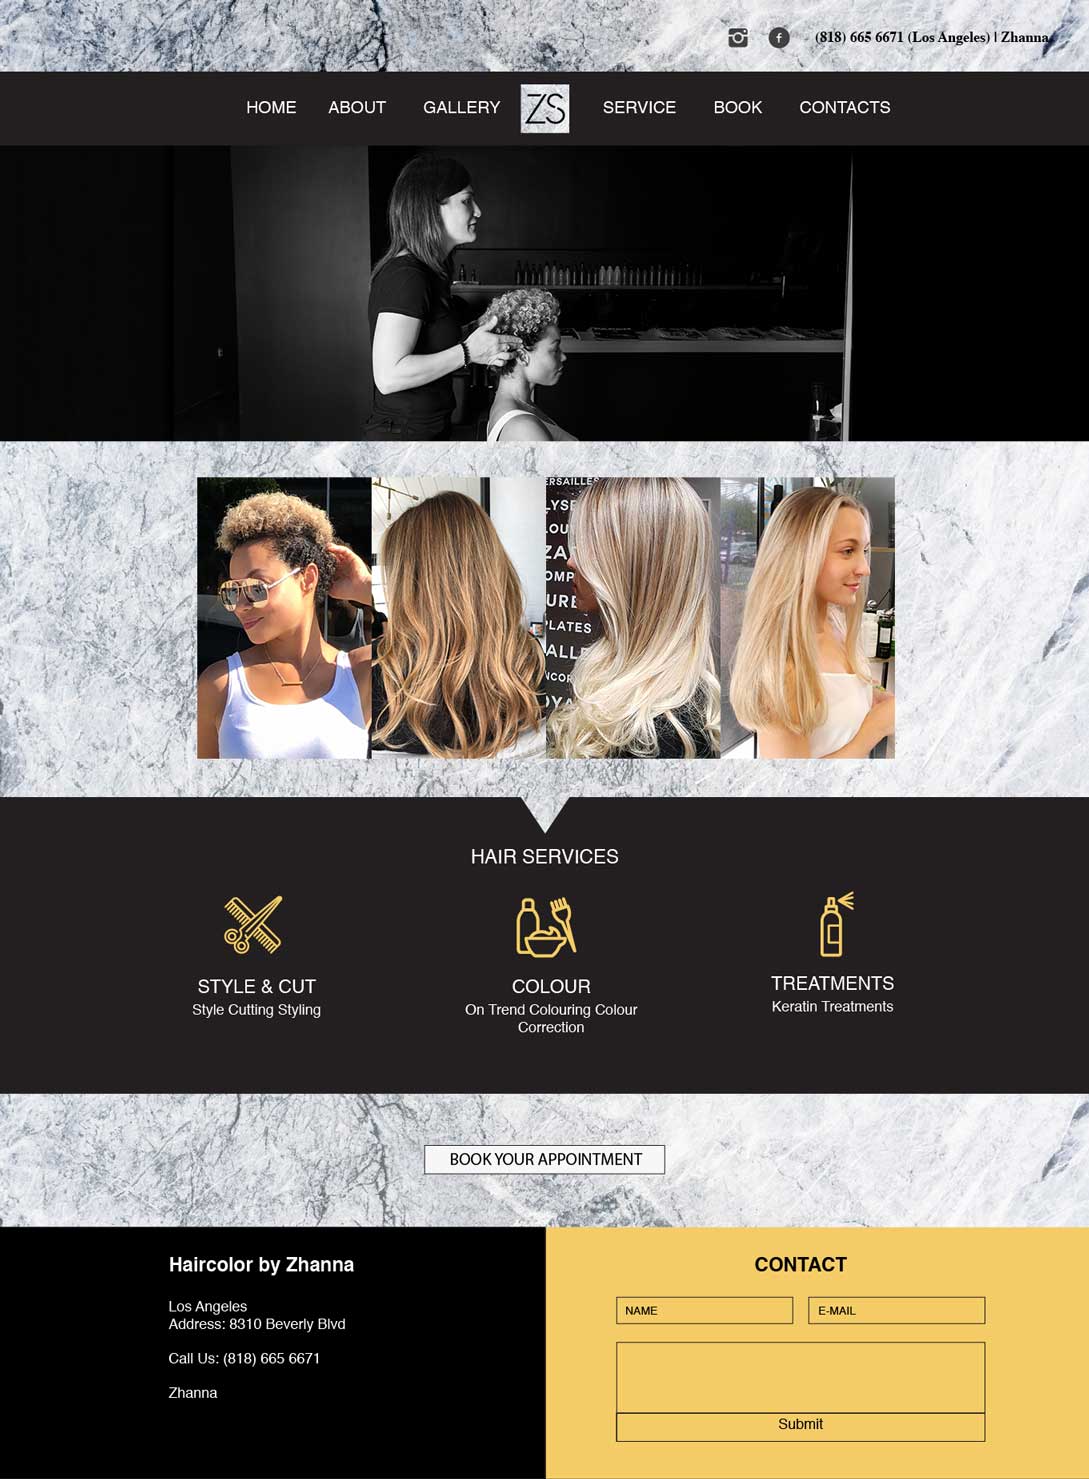 (818) 665 6671 (Los Angeles) | Zhanna
HOME ABOUT GALLERY ZS SERVICE BOOK CONTACTS
ERSAILLES
LYSE
LOU
ZA
OMP
URE
PLATES
ALL
NCOR
OYA
HAIR SERVICES
STYLE & CUT
Style Cutting Styling
COLOUR
On Trend Colouring Colour
Correction
TREATMENTS
Keratin Treatments
BOOK YOUR APPOINTMENT
Haircolor by Zhanna
Los Angeles
Address: 8310 Beverly Blvd
Call Us: (818) 665 6671
Zhanna
CONTACT
NAME E-MAIL
Submit